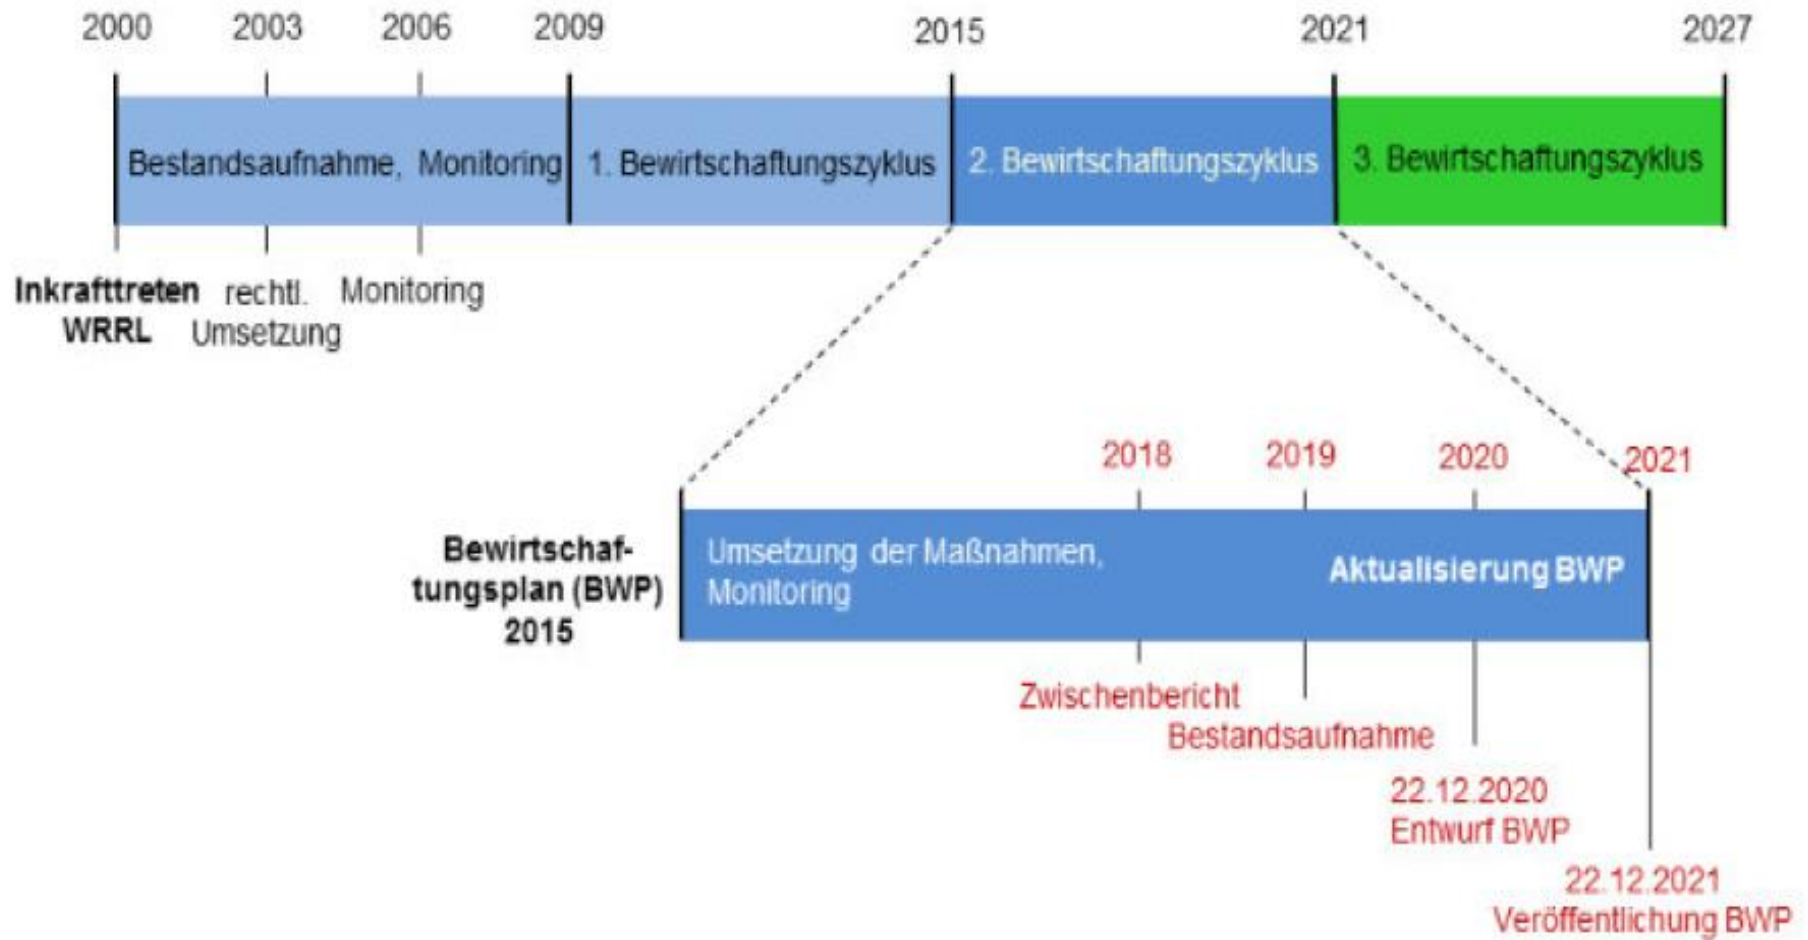 2000 2003 2006 2009 2015 2021 2027
Bestandsaufnahme, Monitoring 1. Bewirtschaftungszyklus 2. Bewirtschaftungszyklus 3. Bewirtschaftungszyklus
Inkrafttreten rechtl. Monitoring
WRRL Umsetzung
2018 2019 2020 2021
Bewirtschaf-
tungsplan (BWP)
2015
Umsetzung der Maßnahmen,
Monitoring
Aktualisierung BWP
Zwischenbericht
Bestandsaufnahme
22.12.2020
Entwurf BWP
22.12.2021
Veröffentlichung BWP